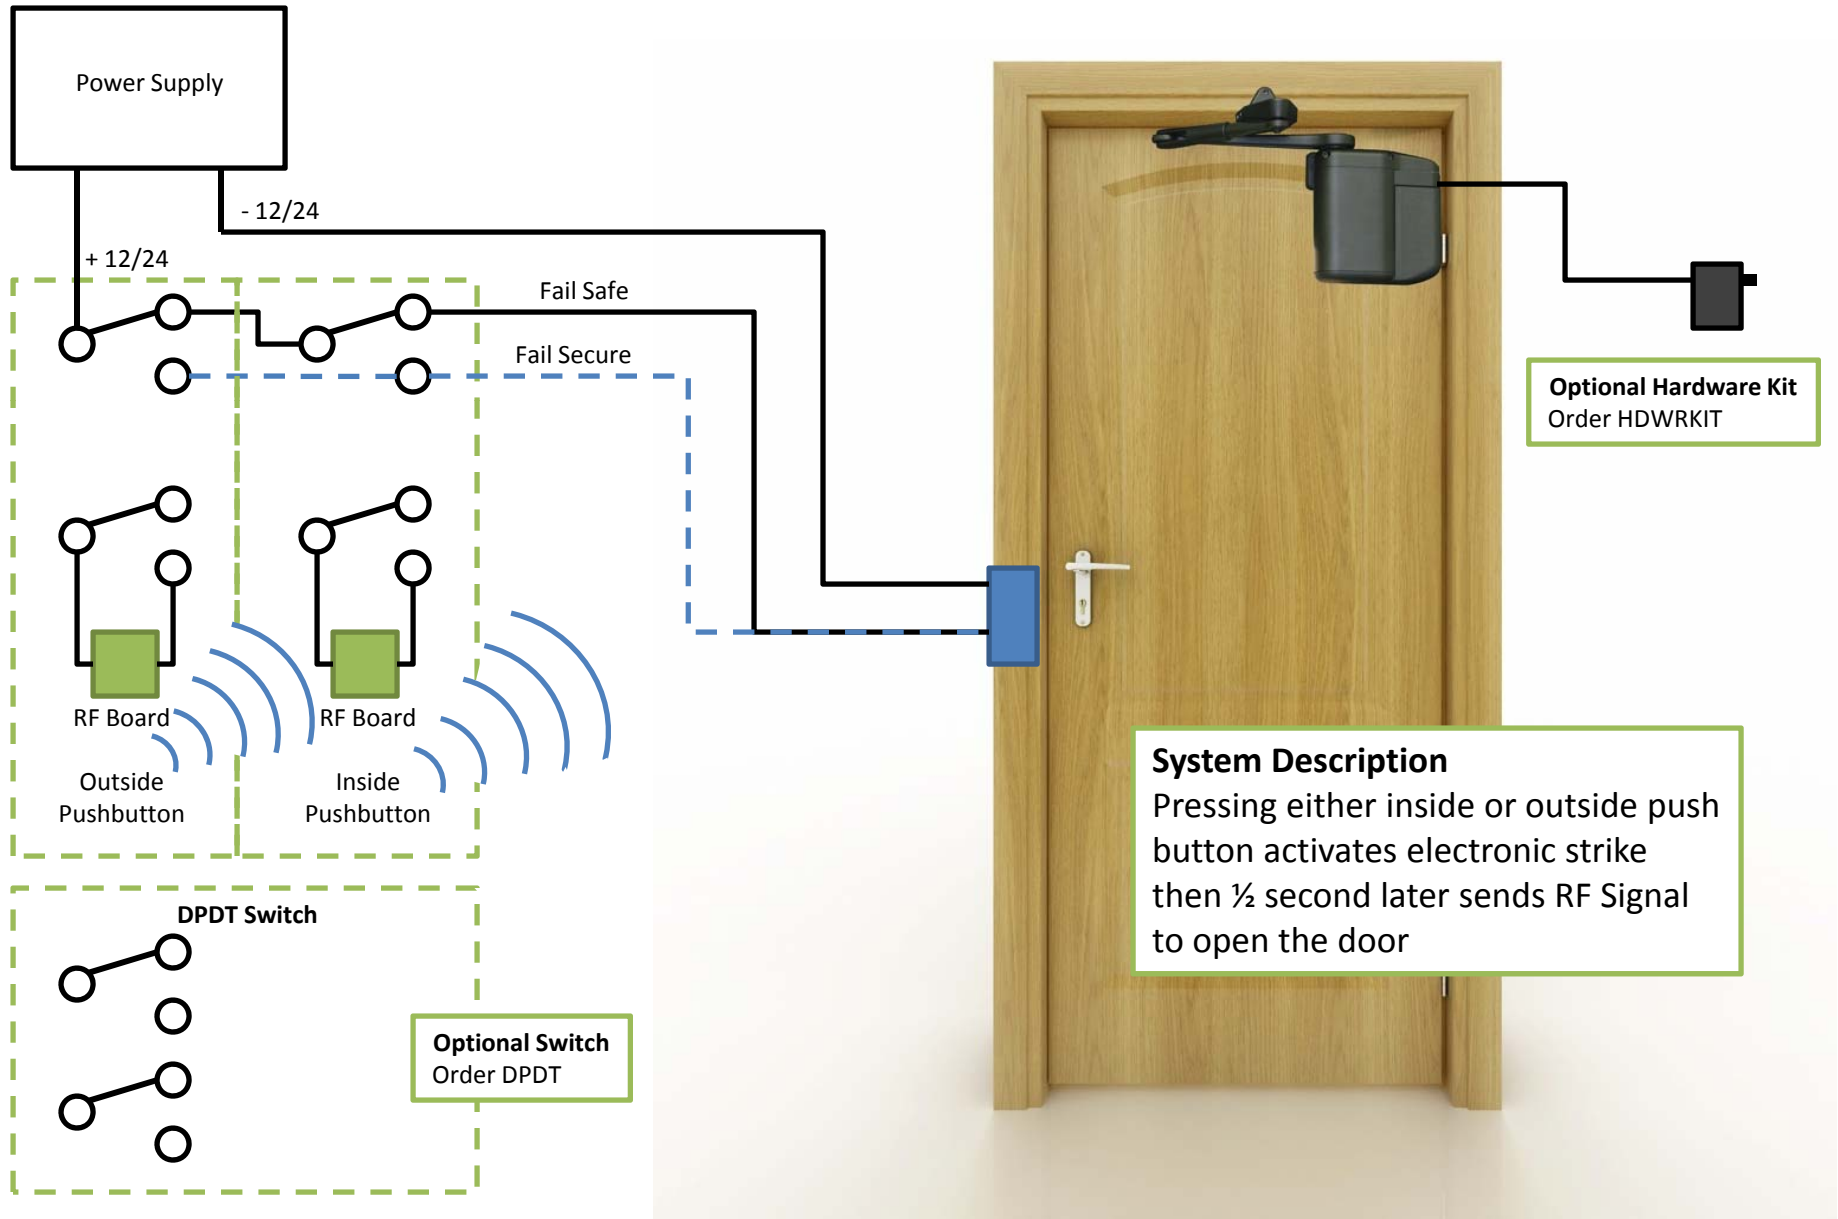 Power Supply
- 12/24
+ 12/24
Fail Safe
Fail Secure
Optional Hardware Kit
Order HDWRKIT
RF Board
RF Board
Outside
Pushbutton
Inside
Pushbutton
System Description
Pressing either inside or outside push
button activates electronic strike
then ½ second later sends RF Signal
to open the door
DPDT Switch
Optional Switch
Order DPDT